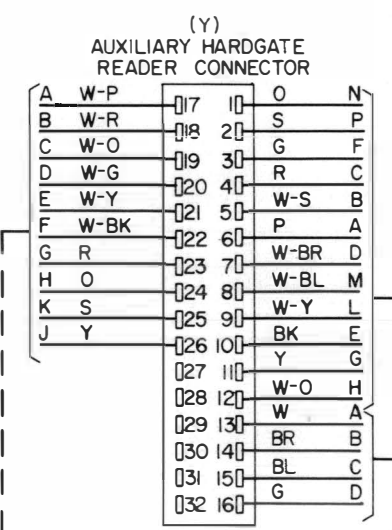 (Y)
AUXILIARY HARDGATE
READER CONNECTOR
A W-P 17 1 O N
B W-R 18 2 S P
C W-O 19 3 G F
D W-G 20 4 R C
E W-Y 21 5 W-S B
F W-BK 22 6 P A
G R 23 7 W-BR D
H O 24 8 W-BL M
K S 25 9 W-Y L
J Y 26 10 BK E
27 11 Y G
28 12 W-O H
29 13 W A
30 14 BR B
31 15 BL C
32 16 G D